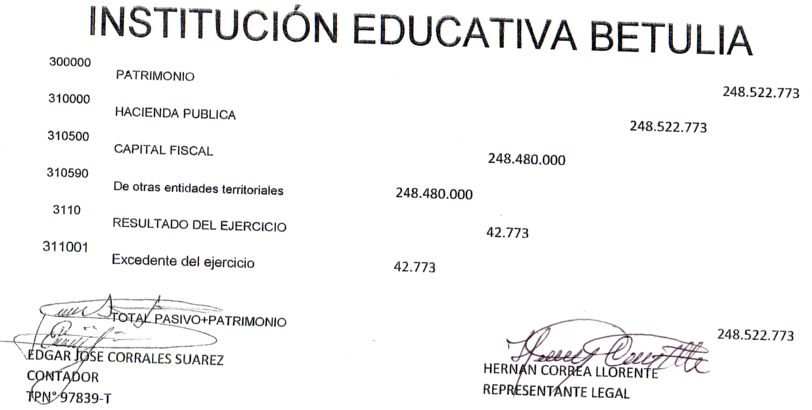 INSTITUCIÓN EDUCATIVA BETULIA
300000 PATRIMONIO 248.522.773
310000 HACIENDA PUBLICA 248.522.773
310500 CAPITAL FISCAL 248.480.000
310590 De otras entidades territoriales 248.480.000
3110 RESULTADO DEL EJERCICIO 42.773
311001 Excedente del ejercicio 42.773
TOTAL PASIVO+PATRIMONIO 248.522.773
EDGAR JOSE CORRALES SUAREZ
CONTADOR
TPN° 97839-T
HERNAN CORREA LLORENTE
REPRESENTANTE LEGAL